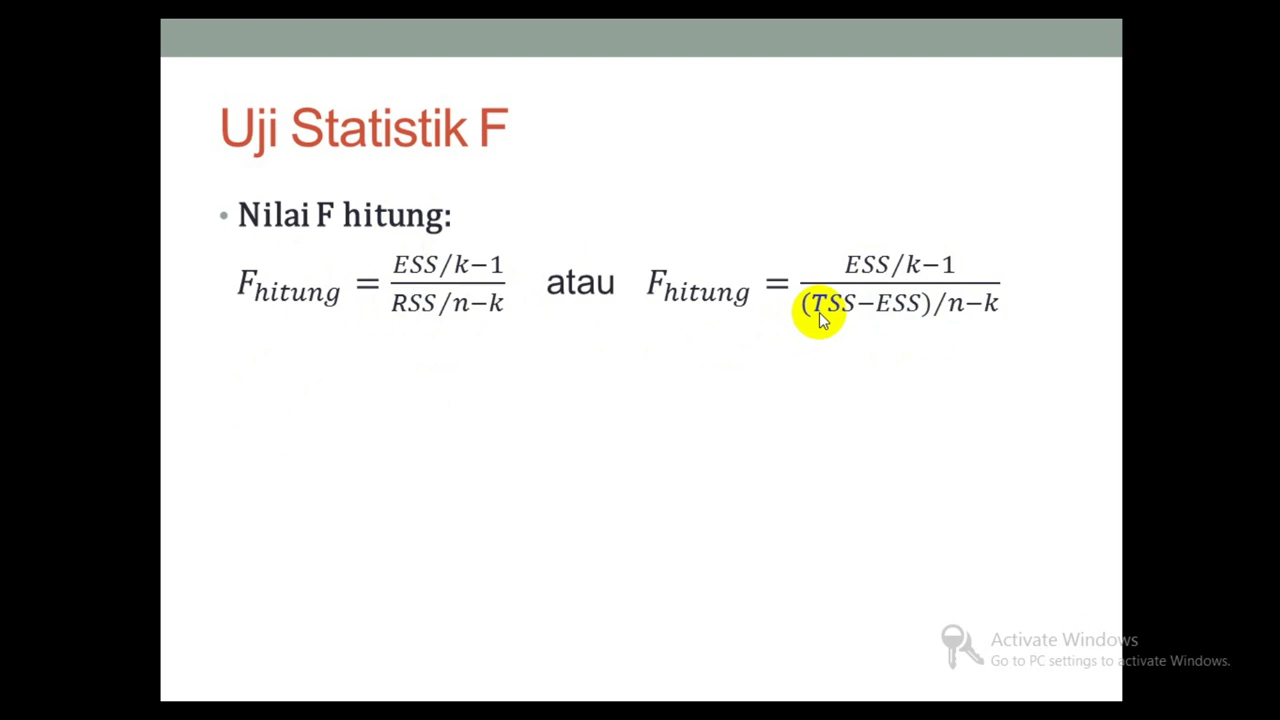 Uji Statistik F
• Nilai F hitung:
F_hitung = ESS/k−1 / RSS/n−k atau F_hitung = ESS/k−1 / (TSS−ESS)/n−k
Activate Windows
Go to PC settings to activate Windows.